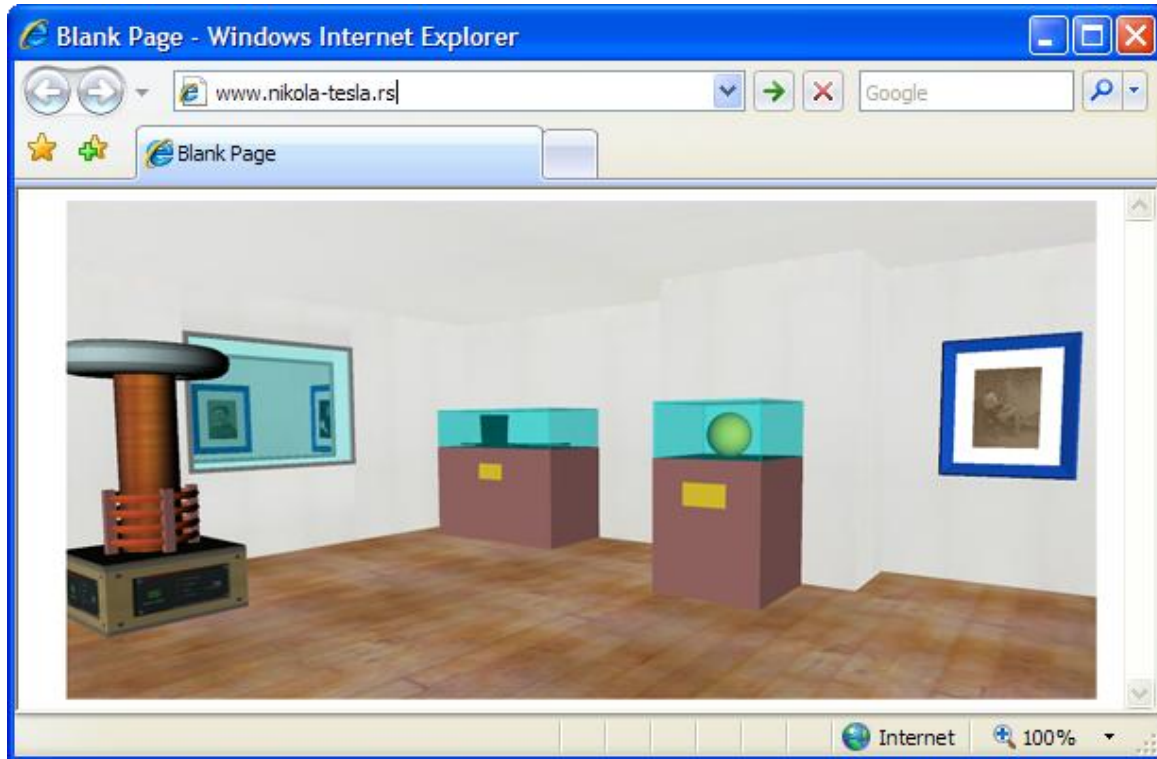 Blank Page - Windows Internet Explorer
www.nikola-tesla.rs
Google
Blank Page
Internet
100%